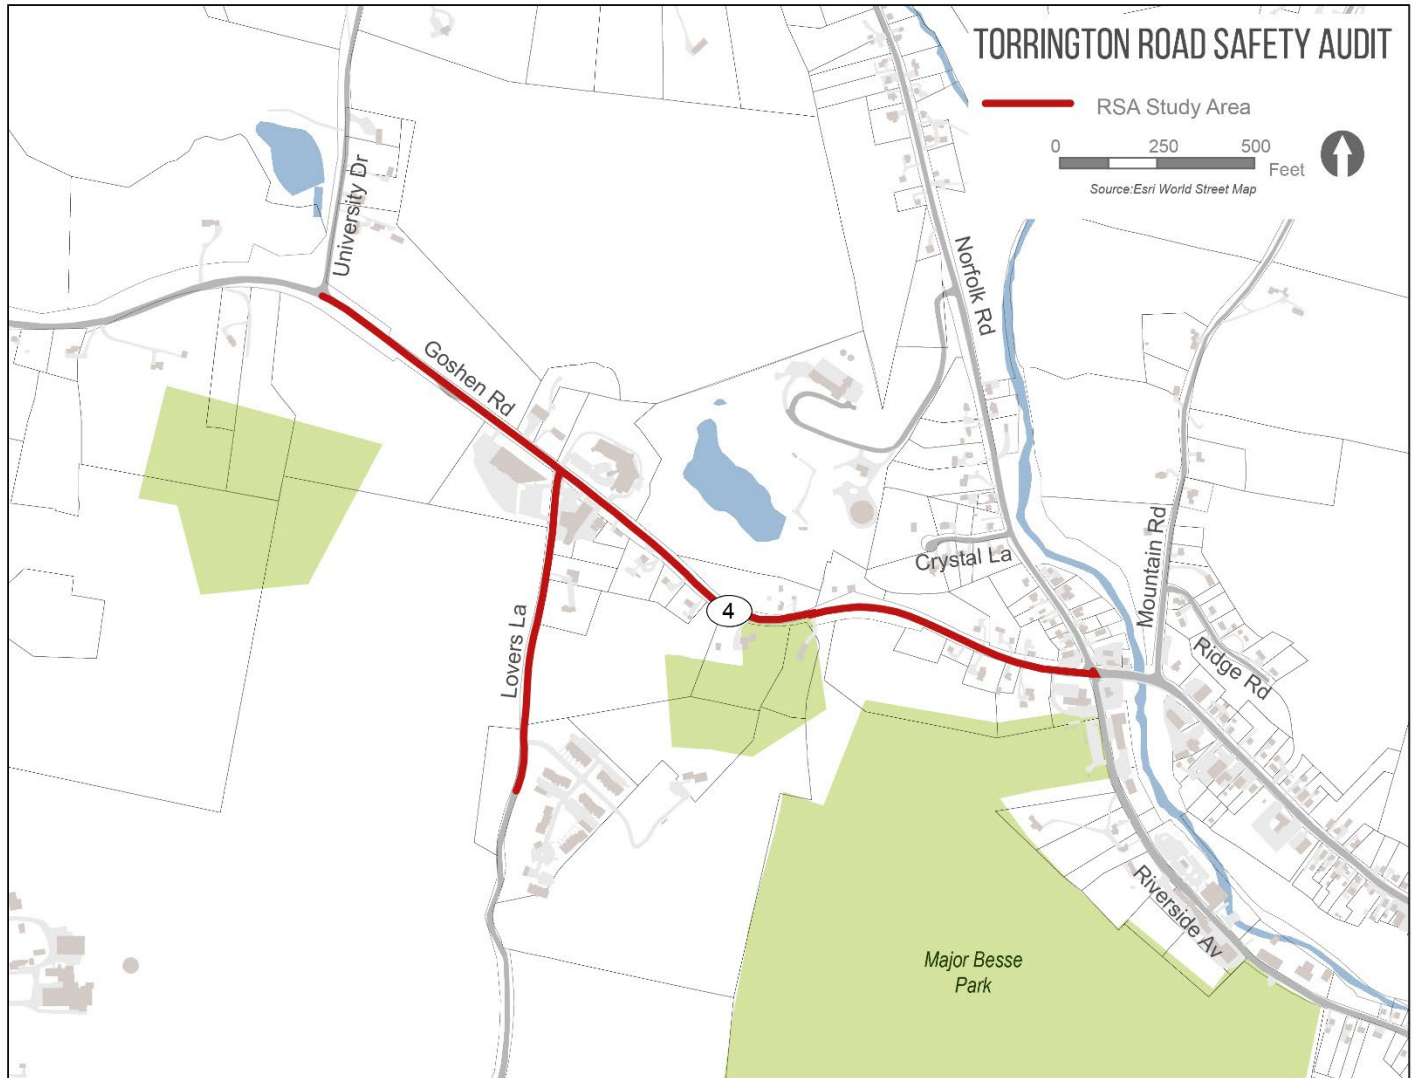 TORRINGTON ROAD SAFETY AUDIT
RSA Study Area
0 250 500
Feet
Source:Esri World Street Map
University Dr
Norfolk Rd
Goshen Rd
Mountain Rd
Crystal La
4
Lovers La
Ridge Rd
Riverside Av
Major Besse
Park